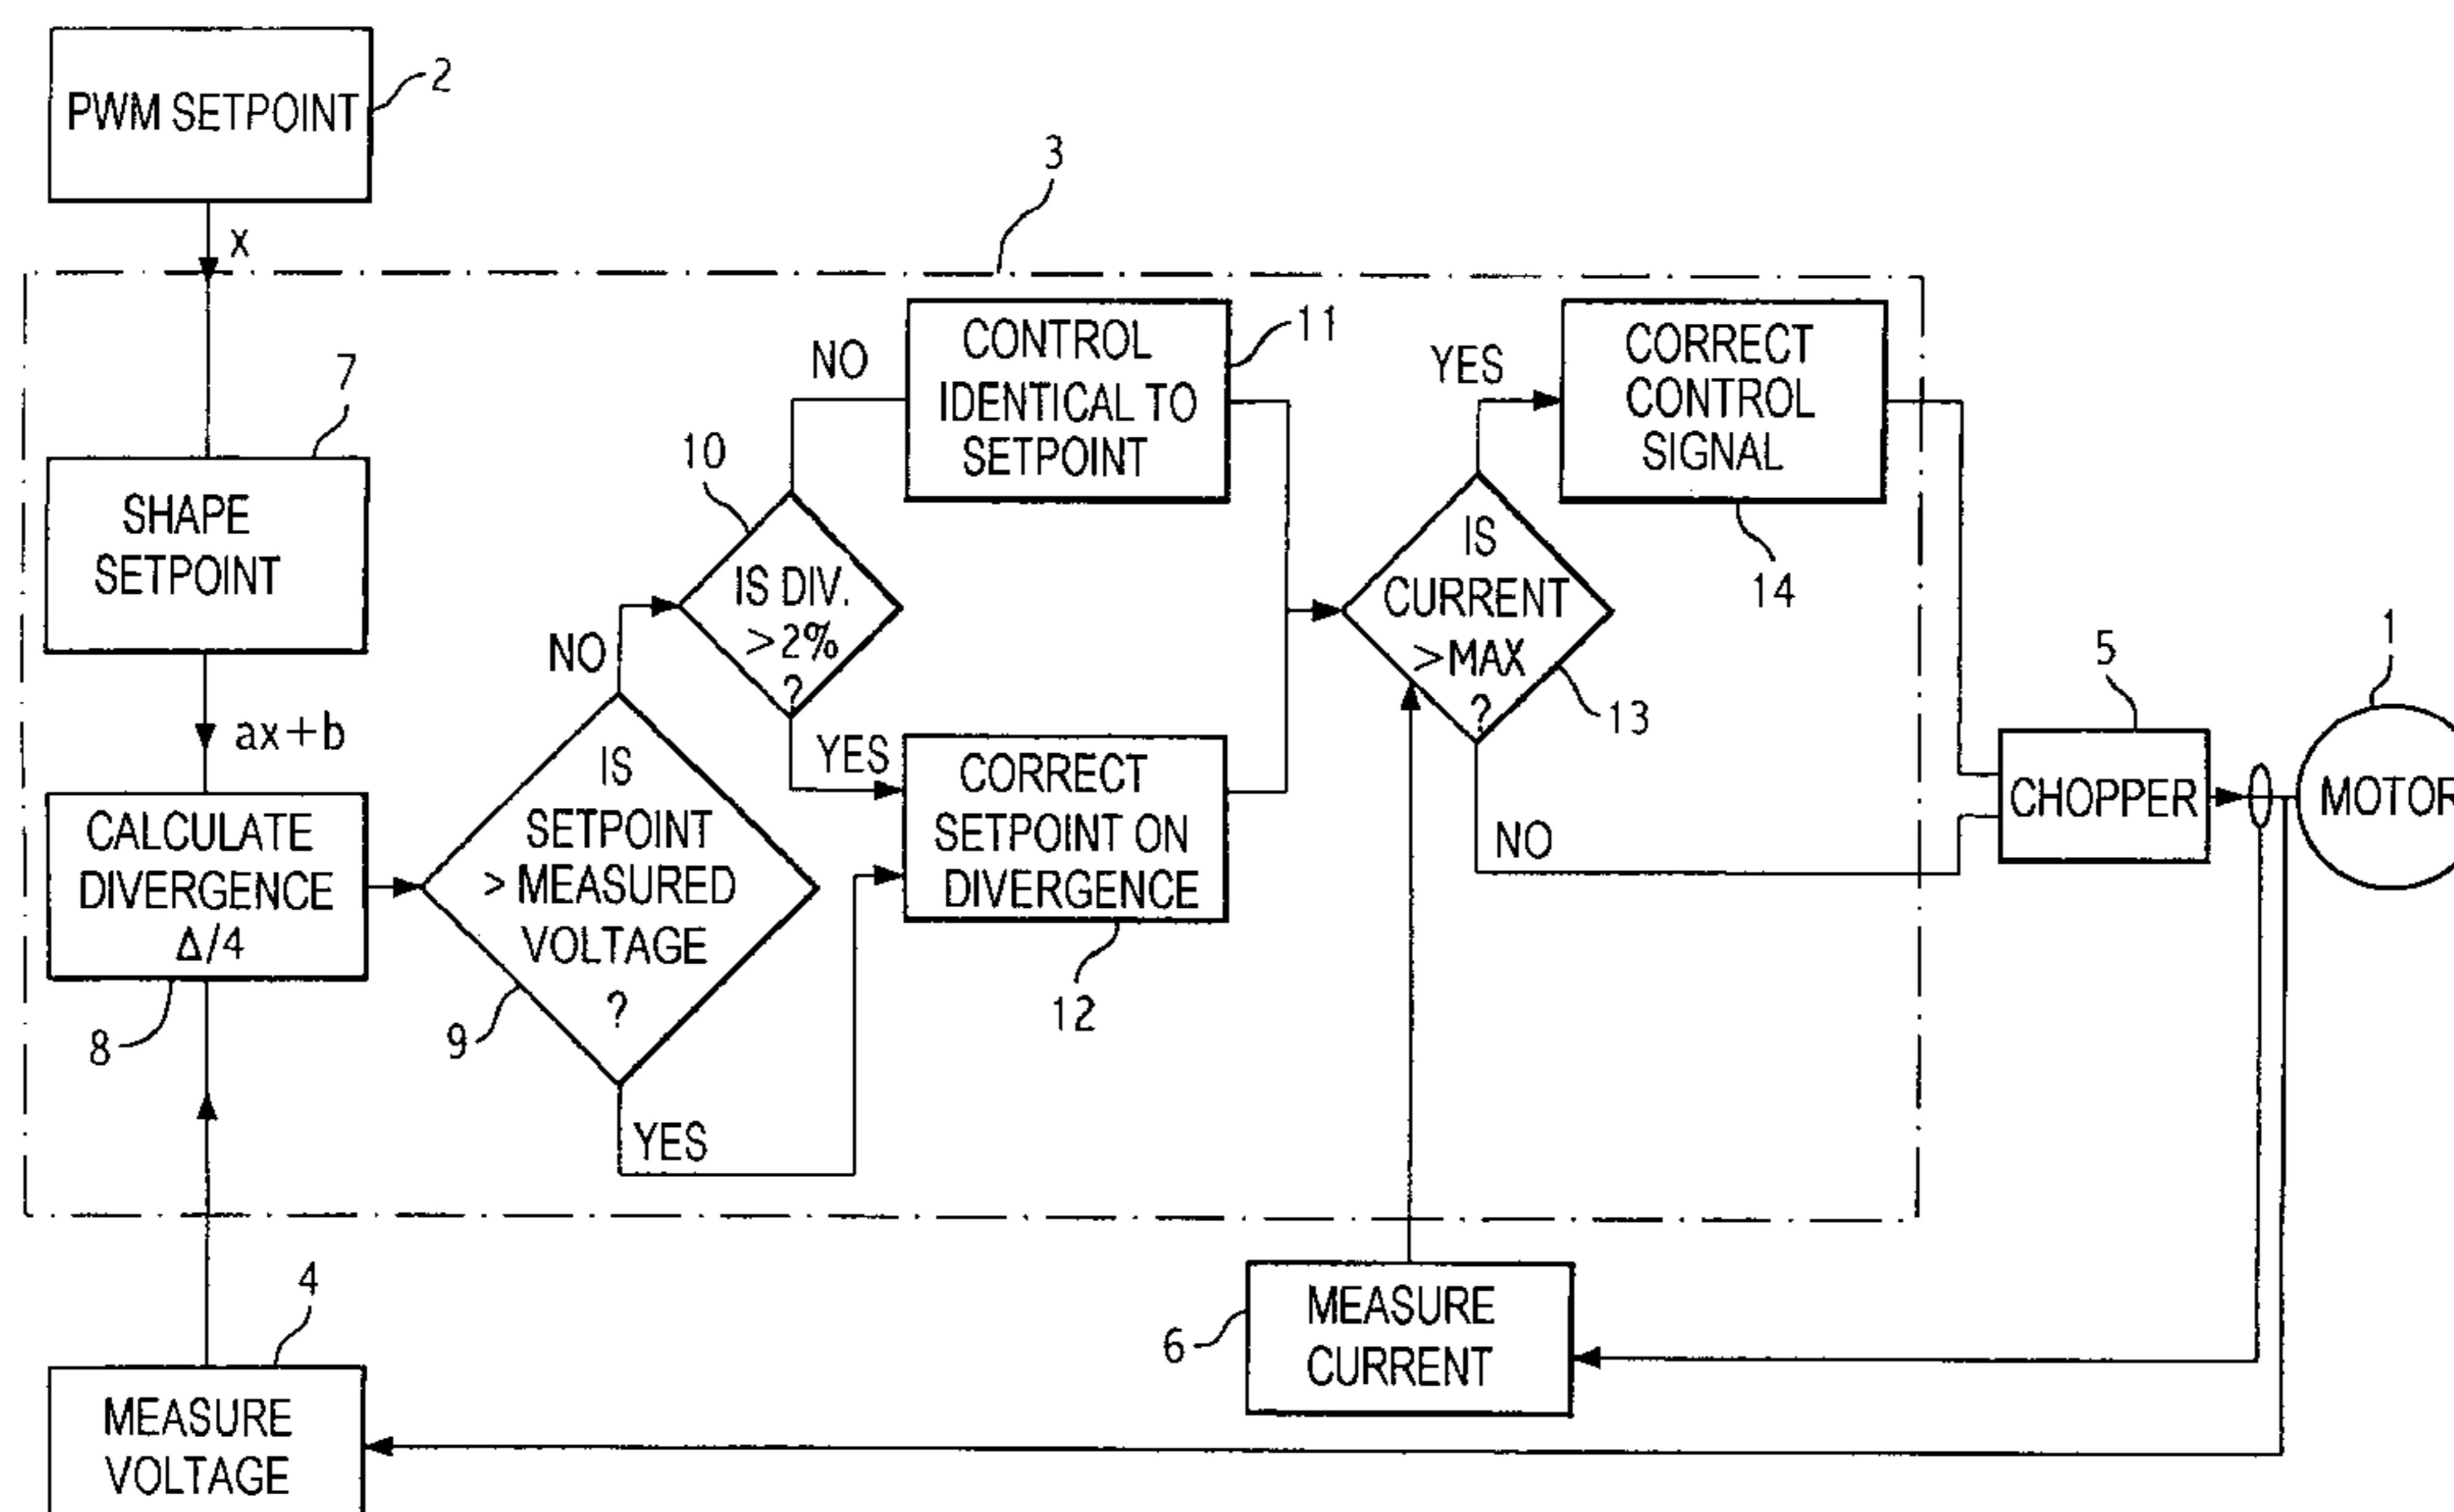 PWM SETPOINT
2
x
3
7
SHAPE
SETPOINT
ax+b
CALCULATE
DIVERGENCE
Δ/4
8
IS
SETPOINT
> MEASURED
VOLTAGE
?
9
NO
YES
10
IS DIV.
>2%
?
NO
YES
CONTROL
IDENTICAL TO
SETPOINT
11
CORRECT
SETPOINT ON
DIVERGENCE
12
IS
CURRENT
>MAX
?
13
YES
NO
CORRECT
CONTROL
SIGNAL
14
5
CHOPPER
1
MOTOR
4
MEASURE
VOLTAGE
6
MEASURE
CURRENT